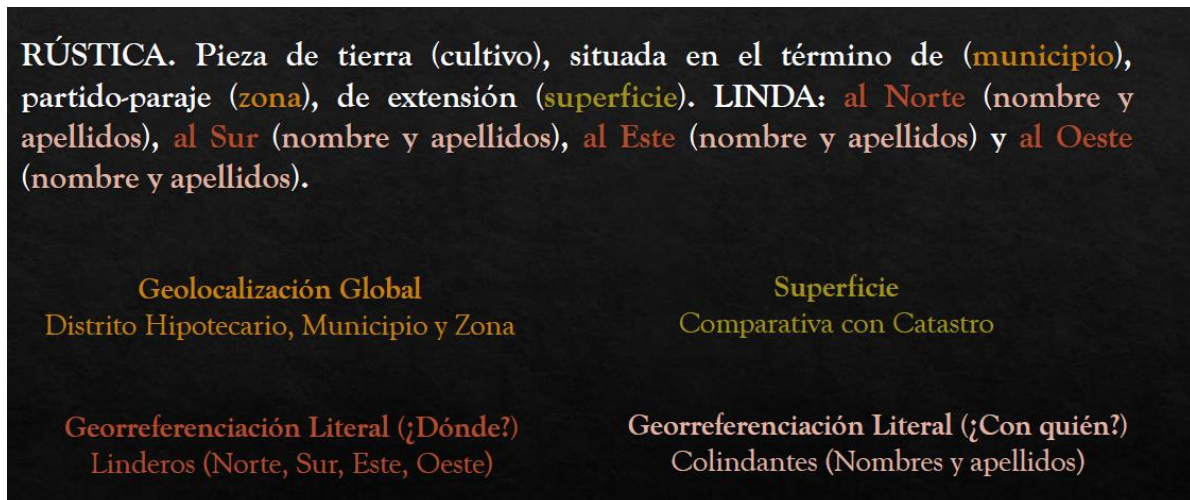 RÚSTICA. Pieza de tierra (cultivo), situada en el término de (municipio),
partido-paraje (zona), de extensión (superficie). LINDA: al Norte (nombre y
apellidos), al Sur (nombre y apellidos), al Este (nombre y apellidos) y al Oeste
(nombre y apellidos).
Geolocalización Global
Distrito Hipotecario, Municipio y Zona
Superficie
Comparativa con Catastro
Georreferenciación Literal (¿Dónde?)
Linderos (Norte, Sur, Este, Oeste)
Georreferenciación Literal (¿Con quién?)
Colindantes (Nombres y apellidos)